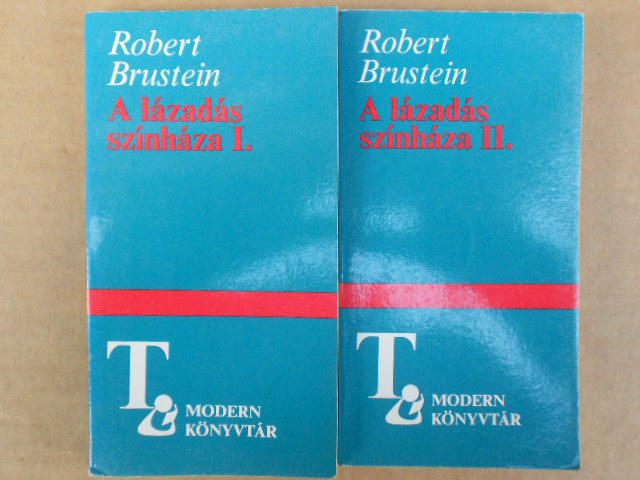 Robert
Brustein
A lázadás
színháza I.
T
MODERN
KÖNYVTÁR
Robert
Brustein
A lázadás
színháza II.
T
MODERN
KÖNYVTÁR